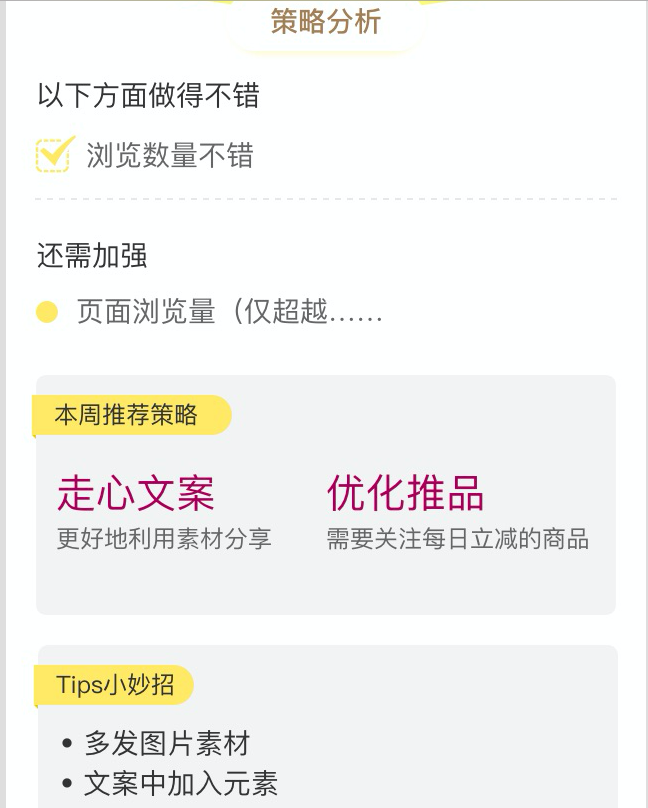 策略分析
以下方面做得不错
浏览数量不错
还需加强
页面浏览量（仅超越……
本周推荐策略
走心文案
更好地利用素材分享
优化推品
需要关注每日立减的商品
Tips小妙招
• 多发图片素材
• 文案中加入元素